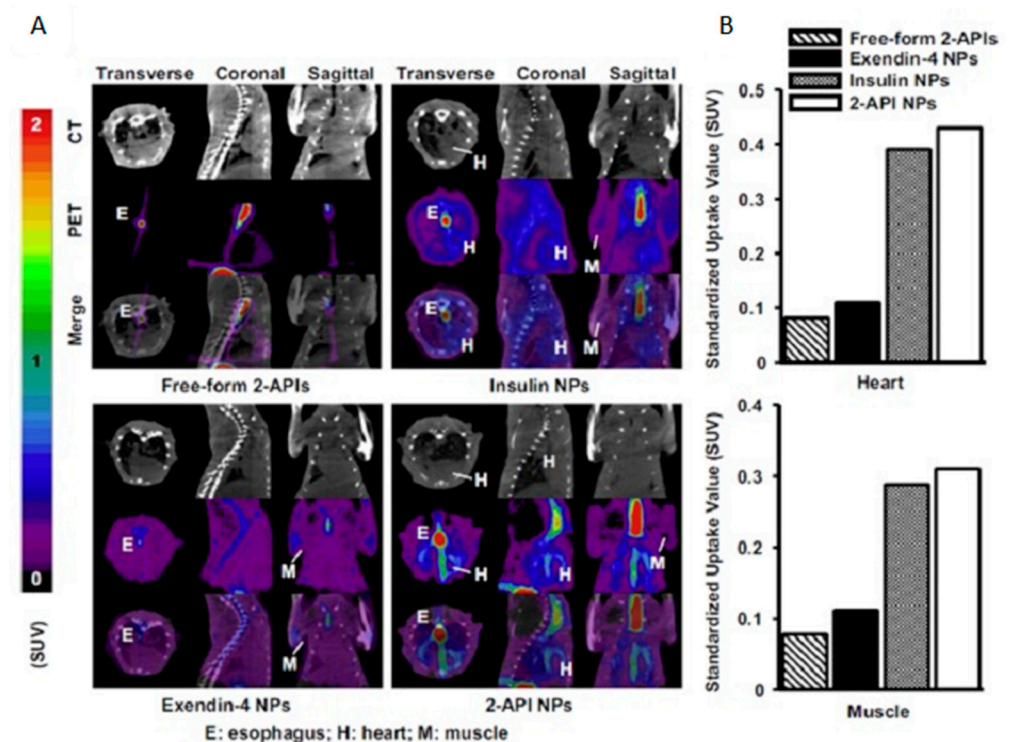 A
B
Free-form 2-APIs
Exendin-4 NPs
Insulin NPs
2-API NPs
Transverse Coronal Sagittal Transverse Coronal Sagittal
2
1
0
(SUV)
CT
PET
Merge
H
E
E
E
H
M
E
H
M
H
Free-form 2-APIs
Insulin NPs
H
H
E
M
E
H
H
M
E
M
E
H
Exendin-4 NPs
2-API NPs
E: esophagus; H: heart; M: muscle
Standardized Uptake Value (SUV)
0.5
0.4
0.3
0.2
0.1
0
Heart
Standardized Uptake Value (SUV)
0.4
0.3
0.2
0.1
0
Muscle